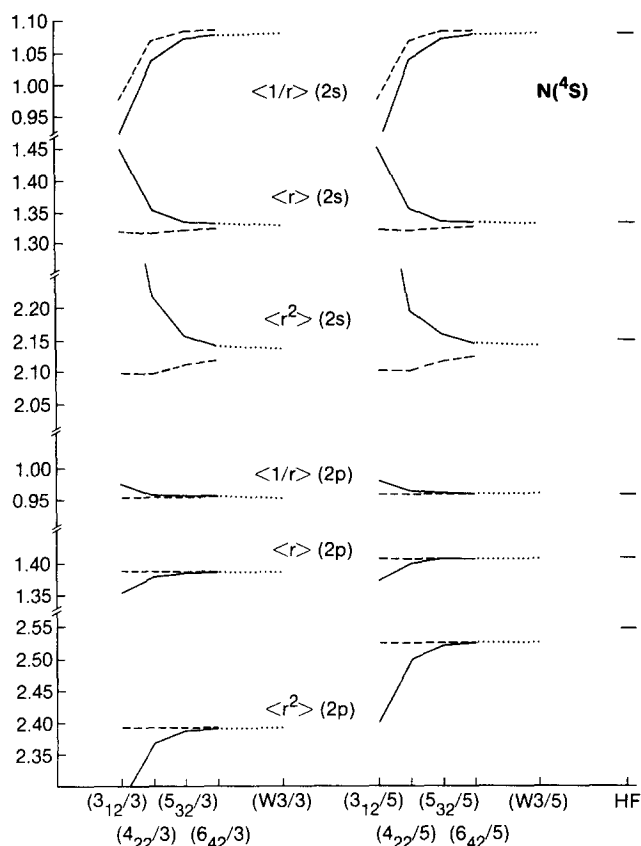 1.10
1.05
1.00
0.95
1.45
1.35
1.30
2.20
2.15
2.10
2.05
1.00
0.95
1.40
1.35
2.55
2.50
2.45
2.40
2.35
<1/r> (2s)
N(⁴S)
<r> (2s)
<r²> (2s)
<1/r> (2p)
<r> (2p)
<r²> (2p)
(3₁₂/3) (5₃₂/3) (W3/3) (3₁₂/5) (5₃₂/5) (W3/5) HF
(4₂₂/3) (6₄₂/3) (4₂₂/5) (6₄₂/5)